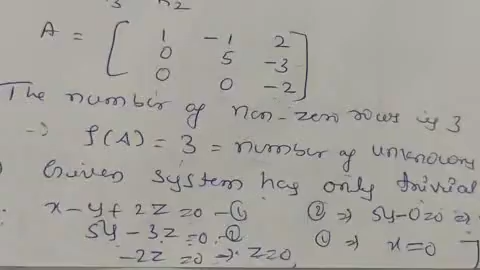 A = [ 1 -1 2
0 5 -3
0 0 -2 ]
The number of non-zero rows is 3
=> ρ(A) = 3 = number of unknowns
Given system has only trivial
x-y+2z=0 -① ② => 5y-0=0 =>
5y-3z=0 -② ① => x=0
-2z=0 => z=0